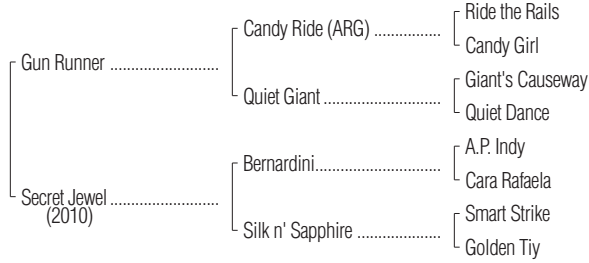 Ride the Rails
Candy Ride (ARG) ................
Candy Girl
Gun Runner ..........................
Giant's Causeway
Quiet Giant ............................
Quiet Dance
A.P. Indy
Bernardini..............................
Cara Rafaela
Secret Jewel ..........................
(2010)
Smart Strike
Silk n' Sapphire ....................
Golden Tiy